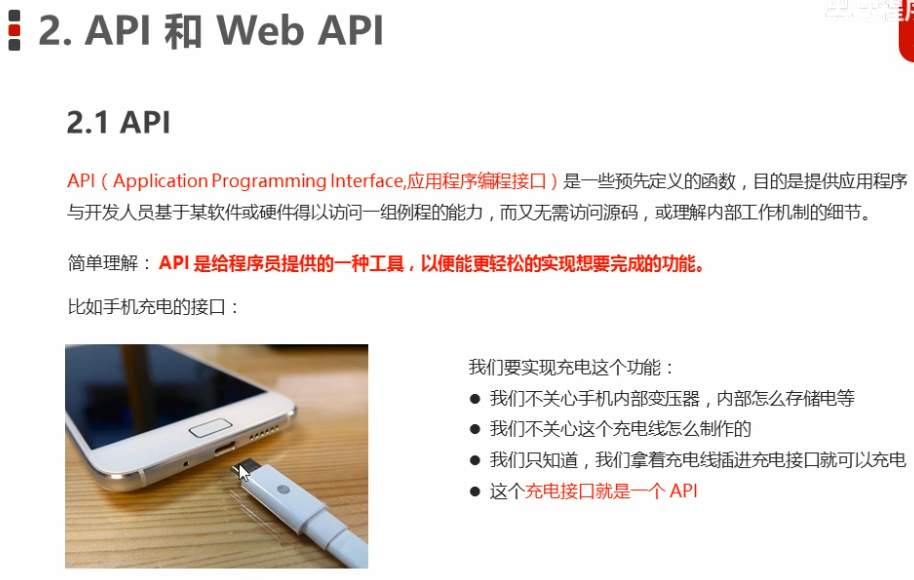 2. API 和 Web API
2.1 API
API（Application Programming Interface,应用程序编程接口）是一些预先定义的函数，目的是提供应用程序
与开发人员基于某软件或硬件得以访问一组例程的能力，而又无需访问源码，或理解内部工作机制的细节。
简单理解：API 是给程序员提供的一种工具，以便能更轻松的实现想要完成的功能。
比如手机充电的接口：
我们要实现充电这个功能：
● 我们不关心手机内部变压器，内部怎么存储电等
● 我们不关心这个充电线怎么制作的
● 我们只知道，我们拿着充电线插进充电接口就可以充电
● 这个充电接口就是一个 API